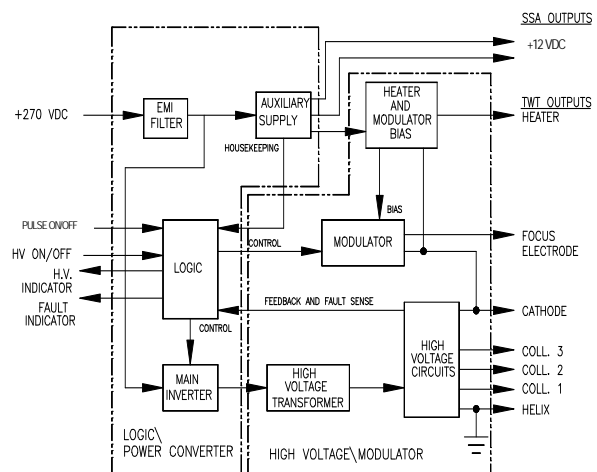 SSA OUTPUTS
+12 VDC
+270 VDC
EMI
FILTER
AUXILIARY
SUPPLY
HEATER
AND
MODULATOR
BIAS
TWT OUTPUTS
HEATER
HOUSEKEEPING
PULSE ON/OFF
HV ON/OFF
H.V.
INDICATOR
FAULT
INDICATOR
LOGIC
CONTROL
BIAS
MODULATOR
FOCUS
ELECTRODE
FEEDBACK AND FAULT SENSE
CATHODE
CONTROL
HIGH
VOLTAGE
CIRCUITS
COLL. 3
COLL. 2
COLL. 1
HELIX
MAIN
INVERTER
HIGH
VOLTAGE
TRANSFORMER
LOGIC\
POWER CONVERTER
HIGH VOLTAGE\MODULATOR